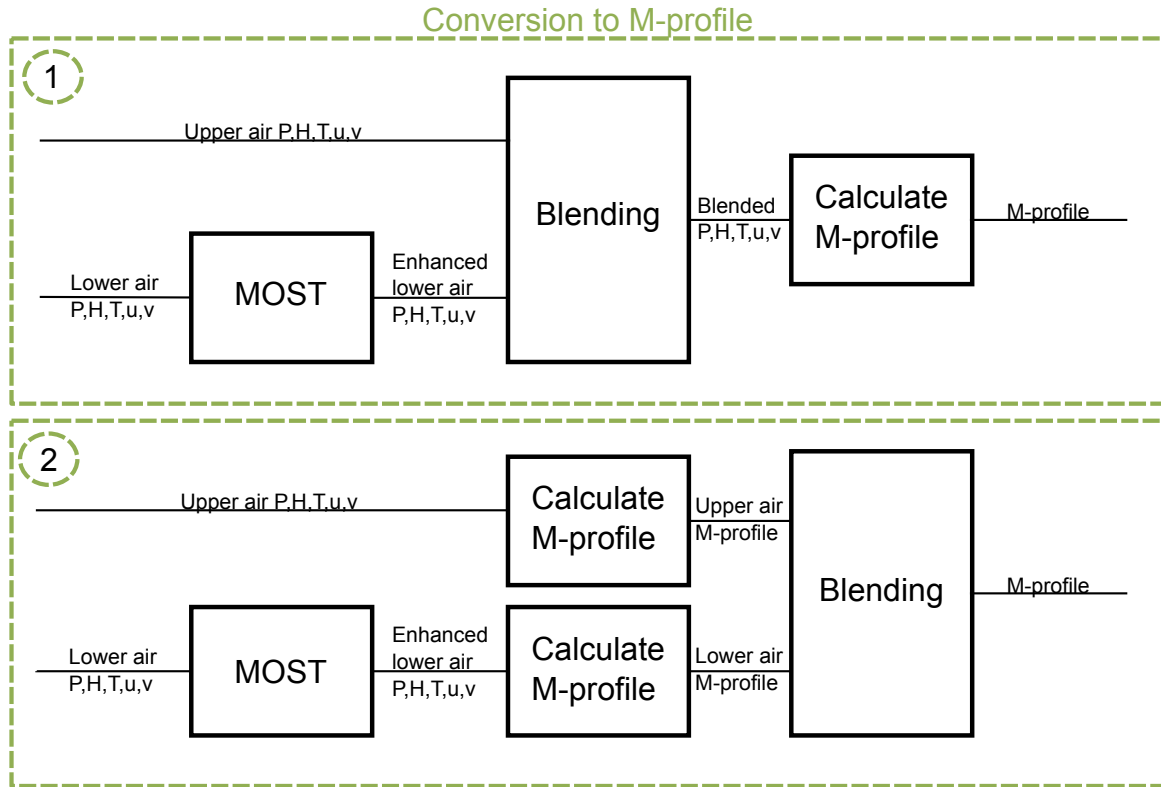 Conversion to M-profile
1
Upper air P,H,T,u,v
Blending
Blended
P,H,T,u,v
Calculate
M-profile
M-profile
Lower air
P,H,T,u,v
MOST
Enhanced
lower air
P,H,T,u,v
2
Upper air P,H,T,u,v
Calculate
M-profile
Upper air
M-profile
Blending
M-profile
Lower air
P,H,T,u,v
MOST
Enhanced
lower air
P,H,T,u,v
Calculate
M-profile
Lower air
M-profile